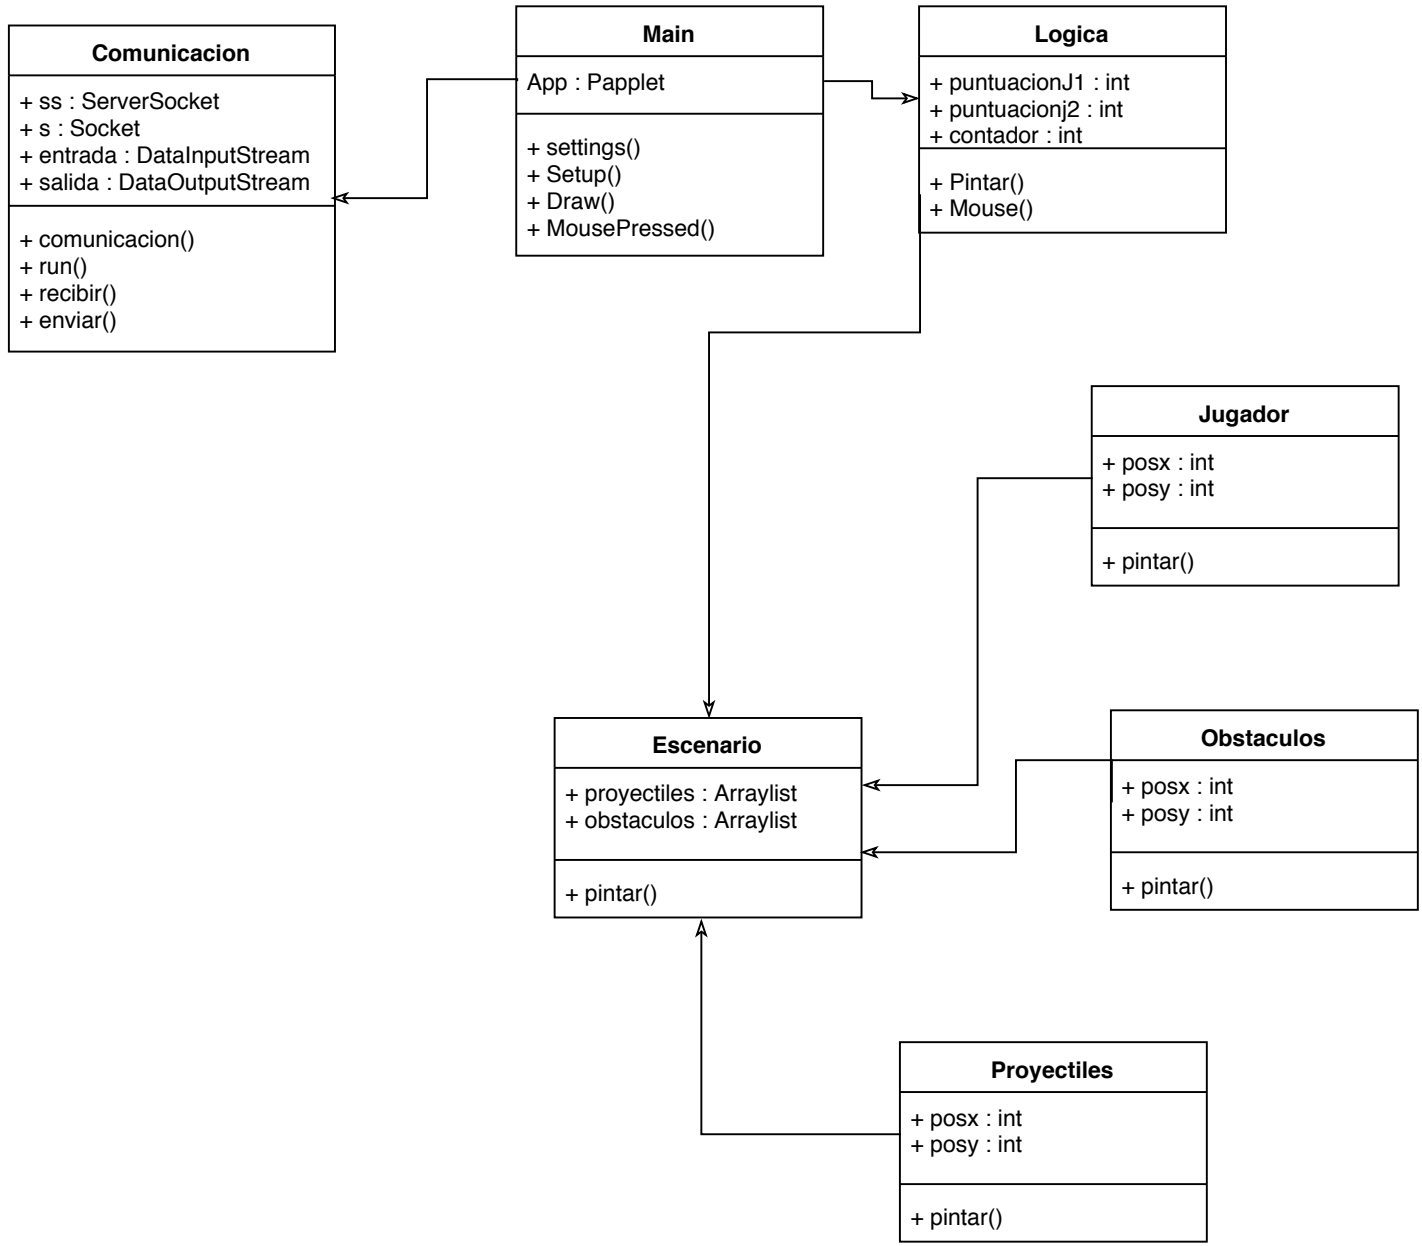 Comunicacion
+ ss : ServerSocket
+ s : Socket
+ entrada : DataInputStream
+ salida : DataOutputStream
+ comunicacion()
+ run()
+ recibir()
+ enviar()
Main
App : Papplet
+ settings()
+ Setup()
+ Draw()
+ MousePressed()
Logica
+ puntuacionJ1 : int
+ puntuacionj2 : int
+ contador : int
+ Pintar()
+ Mouse()
Jugador
+ posx : int
+ posy : int
+ pintar()
Escenario
+ proyectiles : Arraylist
+ obstaculos : Arraylist
+ pintar()
Obstaculos
+ posx : int
+ posy : int
+ pintar()
Proyectiles
+ posx : int
+ posy : int
+ pintar()